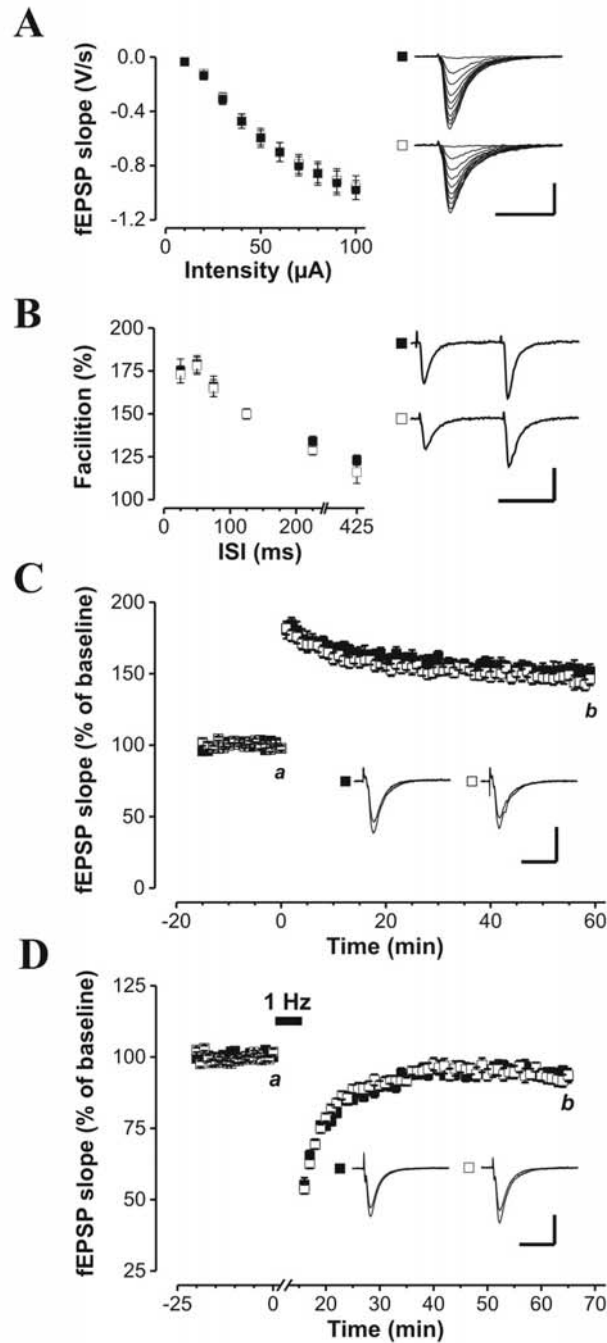 A
fEPSP slope (V/s)
0.0
-0.4
-0.8
-1.2
0
50
100
Intensity (µA)
B
Facilition (%)
200
175
150
125
100
0
100
200
425
ISI (ms)
C
fEPSP slope (% of baseline)
200
150
100
50
0
a
b
-20
0
20
40
60
Time (min)
D
fEPSP slope (% of baseline)
125
100
75
50
25
1 Hz
a
b
-25
0
20
30
40
50
60
70
Time (min)